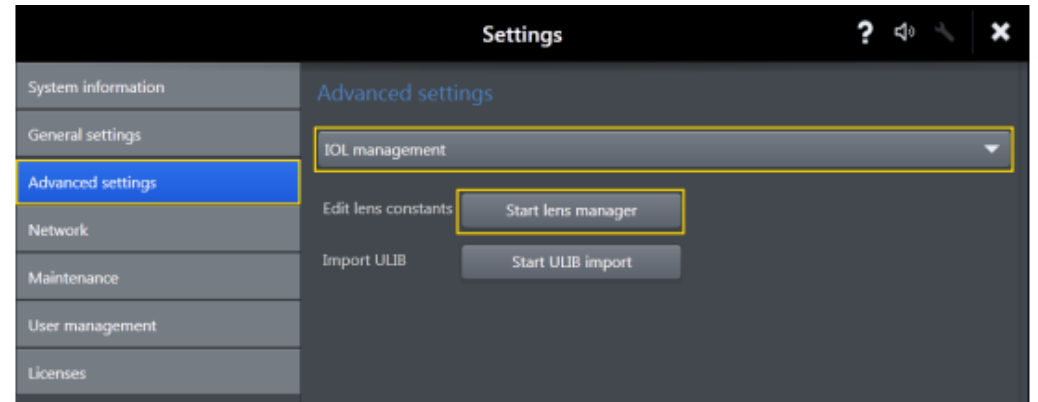 Settings
?
System information
Advanced settings
General settings
IOL management
Advanced settings
Edit lens constants Start lens manager
Network
Import ULIB Start ULIB import
Maintenance
User management
Licenses